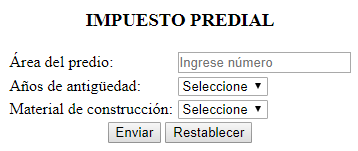 IMPUESTO PREDIAL
Área del predio: Ingrese número
Años de antigüedad: Seleccione
Material de construcción: Seleccione
Enviar Restablecer